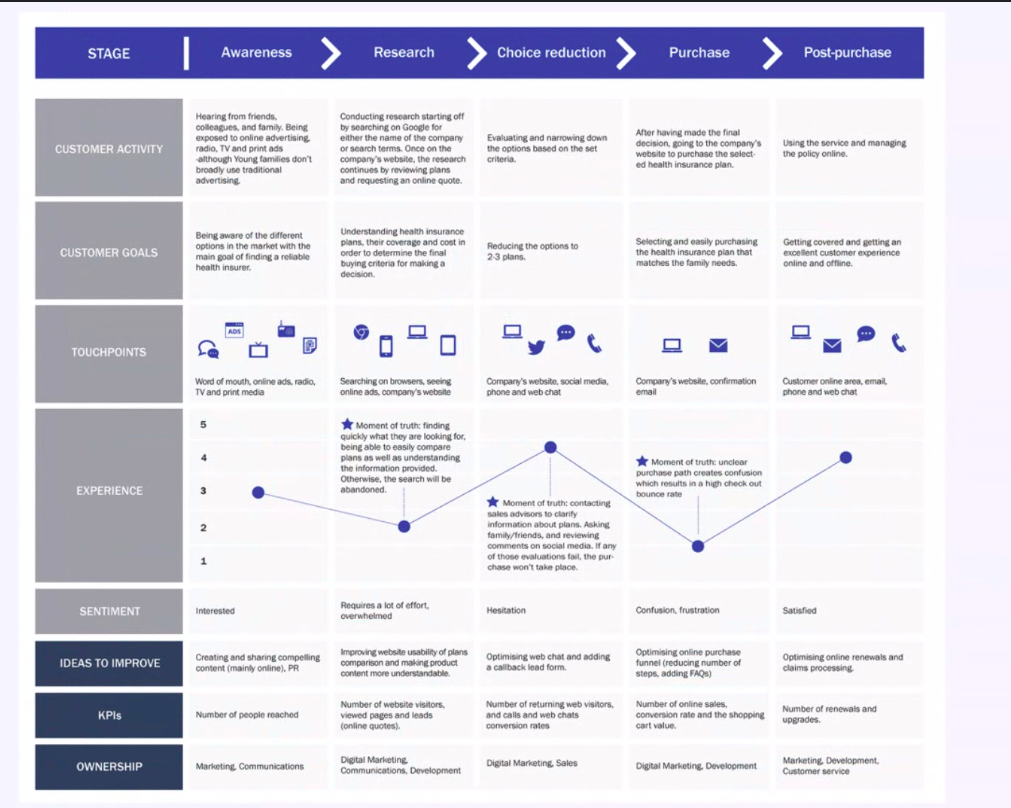 STAGE
Awareness
Research
Choice reduction
Purchase
Post-purchase
CUSTOMER ACTIVITY
Hearing from friends,
colleagues, and family. Being
exposed to online advertising,
radio, TV and print ads
-although Young families don't
broadly use traditional
advertising.
Conducting research starting off
by searching on Google for
either the name of the company
or search terms. Once on the
company's website, the research
continues by reviewing plans
and requesting an online quote.
Evaluating and narrowing down
the options based on the set
criteria.
After having made the final
decision, going to the company's
website to purchase the select-
ed health insurance plan.
Using the service and managing
the policy online.
CUSTOMER GOALS
Being aware of the different
options in the market with the
main goal of finding a reliable
health insurer.
Understanding health insurance
plans, their coverage and cost in
order to determine the final
buying criteria for making a
decision.
Reducing the options to
2-3 plans.
Selecting and easily purchasing
the health insurance plan that
matches the family needs.
Getting covered and getting an
excellent customer experience
online and offline.
TOUCHPOINTS
ADS
Word of mouth, online ads, radio,
TV and print media
Searching on browsers, seeing
online ads, company's website
Company's website, social media,
phone and web chat
Company's website, confirmation
email
Customer online area, email,
phone and web chat
EXPERIENCE
5
4
3
2
1
Moment of truth: finding
quickly what they are looking for,
being able to easily compare
plans as well as understanding
the information provided.
Otherwise, the search will be
abandoned.
Moment of truth: contacting
sales advisors to clarify
information about plans. Asking
family/friends, and reviewing
comments on social media. If any
of those evaluations fail, the pur-
chase won't take place.
Moment of truth: unclear
purchase path creates confusion
which results in a high check out
bounce rate
SENTIMENT
Interested
Requires a lot of effort,
overwhelmed
Hesitation
Confusion, frustration
Satisfied
IDEAS TO IMPROVE
Creating and sharing compelling
content (mainly online), PR
Improving website usability of plans
comparison and making product
content more understandable.
Optimising web chat and adding
a callback lead form.
Optimising online purchase
funnel (reducing number of
steps, adding FAQs)
Optimising online renewals and
claims processing.
KPIs
Number of people reached
Number of website visitors,
viewed pages and leads
(online quotes).
Number of returning web visitors,
and calls and web chats
conversion rates
Number of online sales,
conversion rate and the shopping
cart value.
Number of renewals and
upgrades.
OWNERSHIP
Marketing, Communications
Digital Marketing,
Communications, Development
Digital Marketing, Sales
Digital Marketing, Development
Marketing, Development,
Customer service